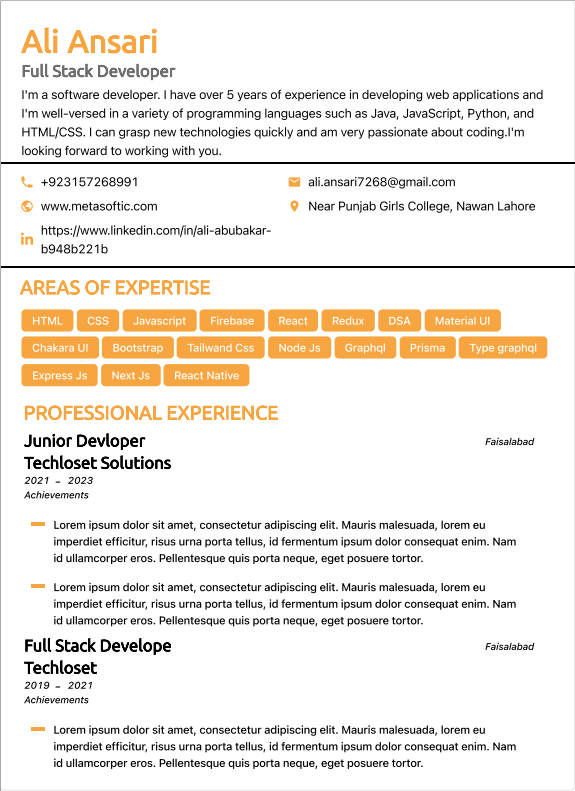 Ali Ansari
Full Stack Developer
I'm a software developer. I have over 5 years of experience in developing web applications and
I'm well-versed in a variety of programming languages such as Java, JavaScript, Python, and
HTML/CSS. I can grasp new technologies quickly and am very passionate about coding.I'm
looking forward to working with you.
+923157268991
ali.ansari7268@gmail.com
www.metasoftic.com
Near Punjab Girls College, Nawan Lahore
https://www.linkedin.com/in/ali-abubakar-
b948b221b
AREAS OF EXPERTISE
HTML CSS Javascript Firebase React Redux DSA Material UI
Chakara UI Bootstrap Tailwand Css Node Js Graphql Prisma Type graphql
Express Js Next Js React Native
PROFESSIONAL EXPERIENCE
Junior Devloper
Faisalabad
Techloset Solutions
2021 – 2023
Achievements
Lorem ipsum dolor sit amet, consectetur adipiscing elit. Mauris malesuada, lorem eu
imperdiet efficitur, risus urna porta tellus, id fermentum ipsum dolor consequat enim. Nam
id ullamcorper eros. Pellentesque quis porta neque, eget posuere tortor.
Lorem ipsum dolor sit amet, consectetur adipiscing elit. Mauris malesuada, lorem eu
imperdiet efficitur, risus urna porta tellus, id fermentum ipsum dolor consequat enim. Nam
id ullamcorper eros. Pellentesque quis porta neque, eget posuere tortor.
Full Stack Develope
Faisalabad
Techloset
2019 – 2021
Achievements
Lorem ipsum dolor sit amet, consectetur adipiscing elit. Mauris malesuada, lorem eu
imperdiet efficitur, risus urna porta tellus, id fermentum ipsum dolor consequat enim. Nam
id ullamcorper eros. Pellentesque quis porta neque, eget posuere tortor.